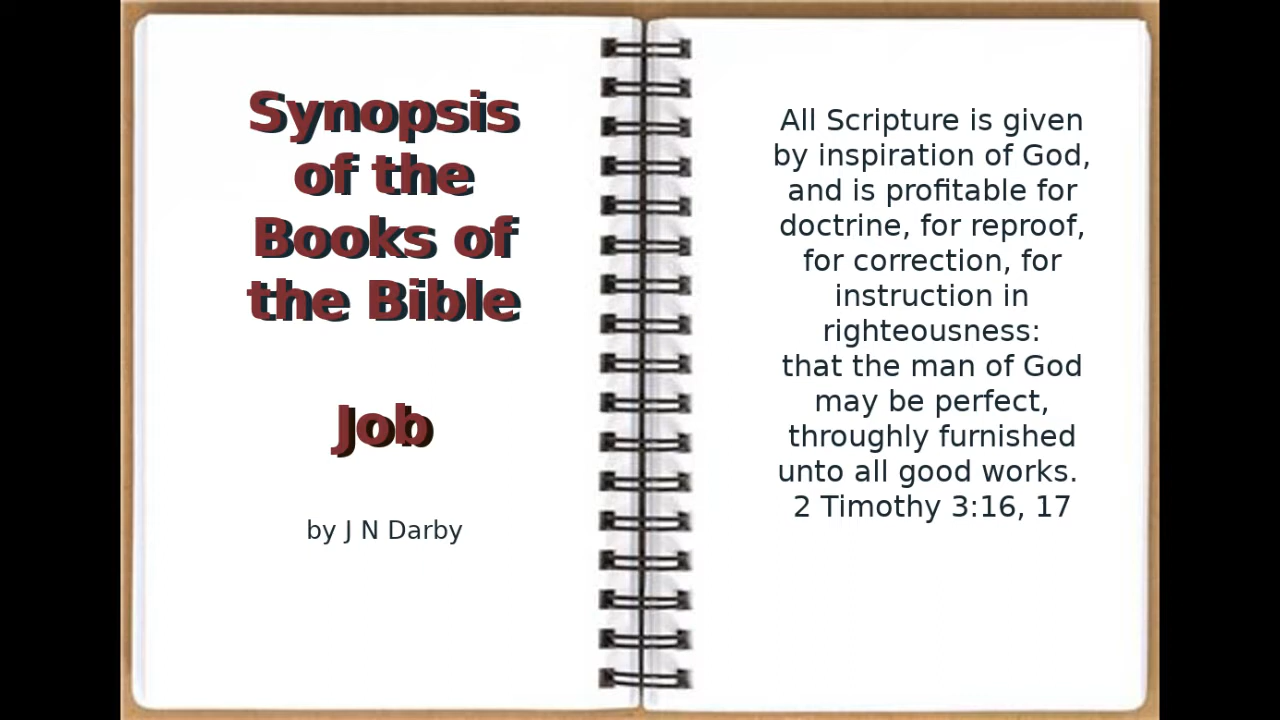 Synopsis
of the
Books of
the Bible
Job
by J N Darby
All Scripture is given
by inspiration of God,
and is profitable for
doctrine, for reproof,
for correction, for
instruction in
righteousness:
that the man of God
may be perfect,
throughly furnished
unto all good works.
2 Timothy 3:16, 17